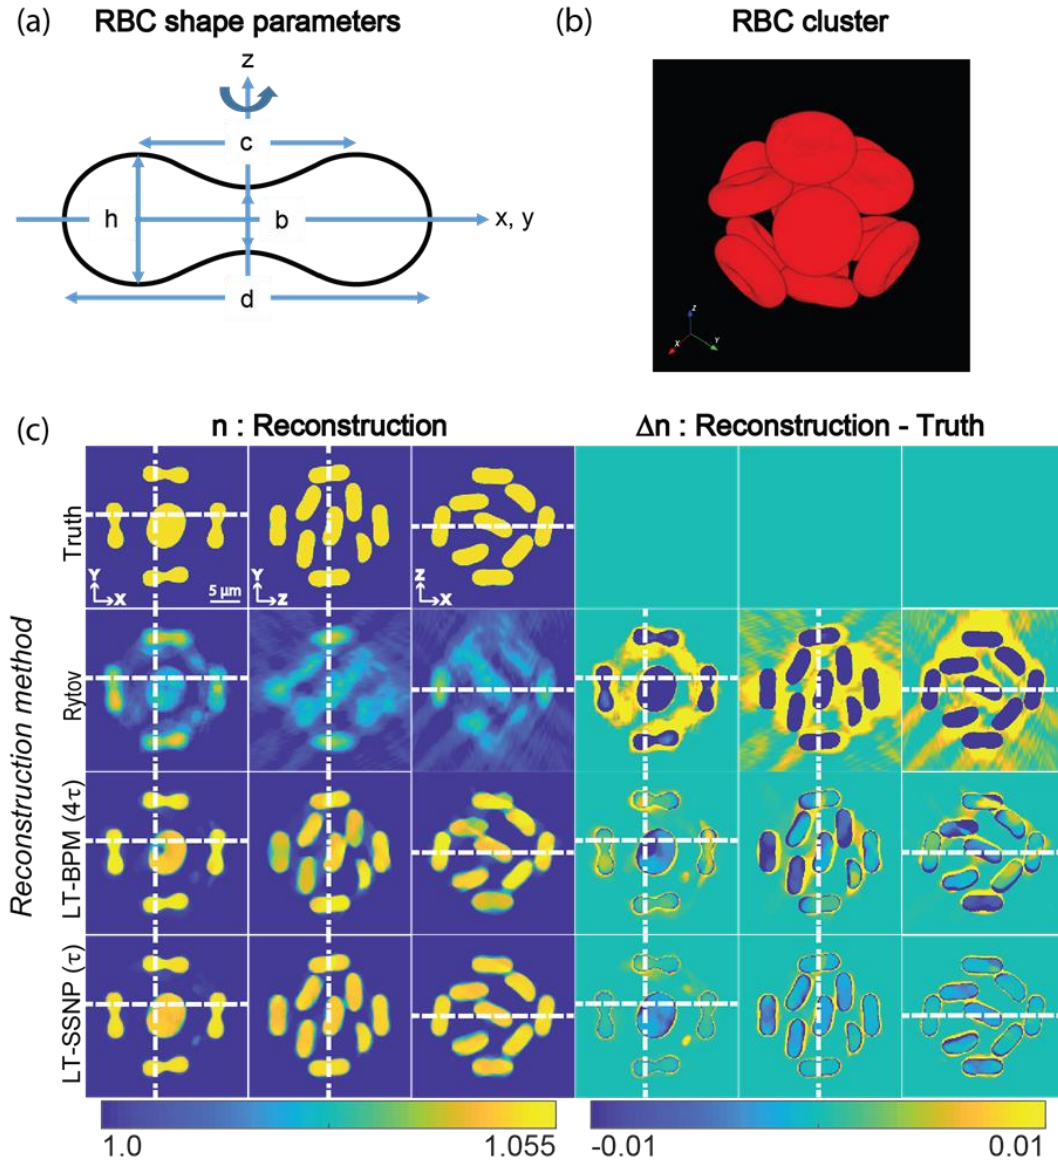 (a) RBC shape parameters
(b) RBC cluster
z
c
h
b
x, y
d
Z
X
Y
(c) n : Reconstruction
Δn : Reconstruction - Truth
Reconstruction method
Truth
Y
X
5 μm
Y
Z
Z
X
Rytov
LT-BPM (4τ)
LT-SSNP (τ)
1.0 1.055
-0.01 0.01